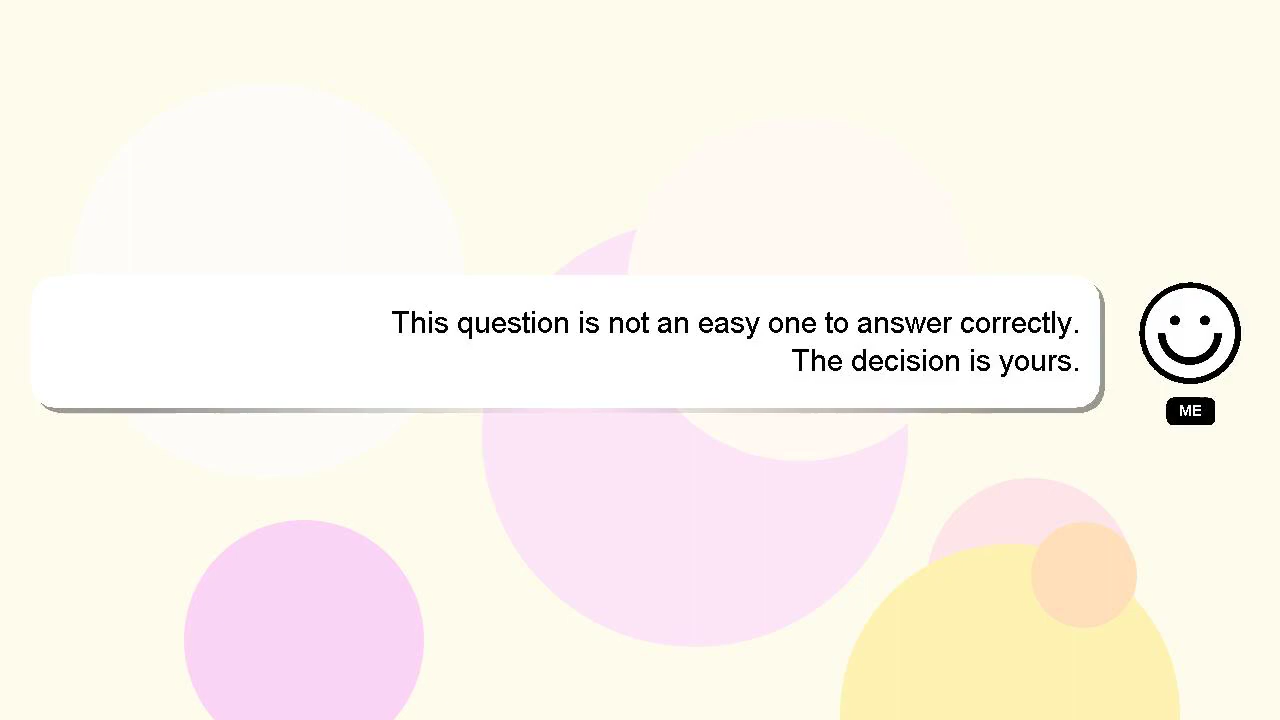 This question is not an easy one to answer correctly.
The decision is yours.
ME